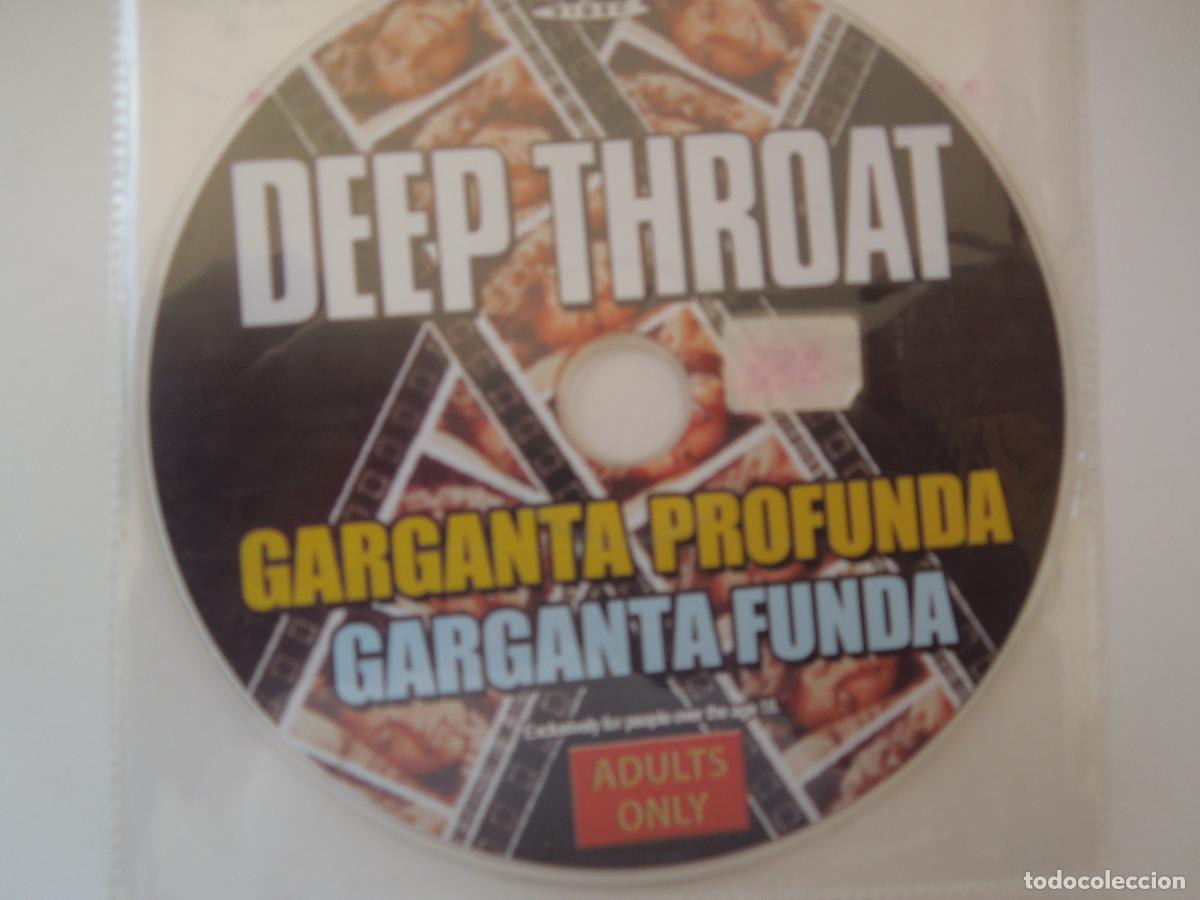 DEEP THROAT
GARGANTA PROFUNDA
GARGANTA FUNDA
Exclusively for people over the age 18.
ADULTS
ONLY
todocoleccion